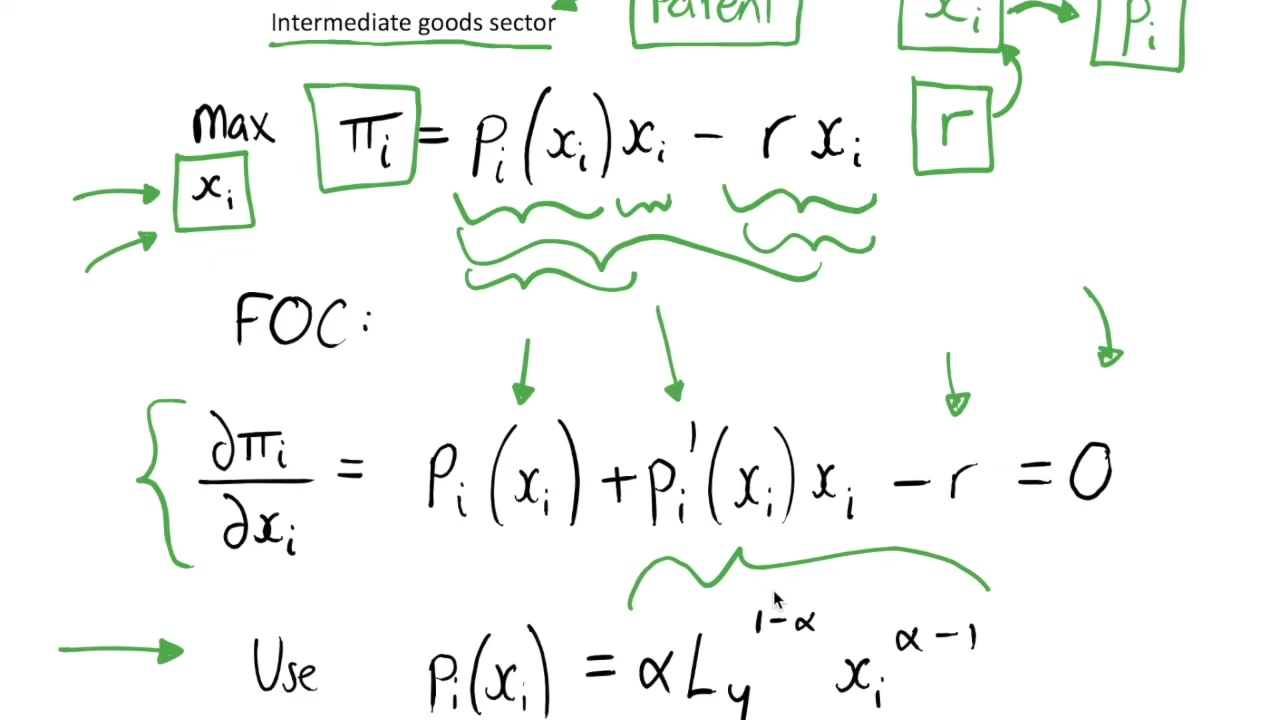 Patent xᵢ pᵢ
Intermediate goods sector
max πᵢ = pᵢ(xᵢ)xᵢ − r xᵢ r
xᵢ
FOC:
∂πᵢ/∂xᵢ = pᵢ(xᵢ) + pᵢ'(xᵢ) xᵢ − r = 0
Use pᵢ(xᵢ) = αL_y^{1−α} xᵢ^{α−1}